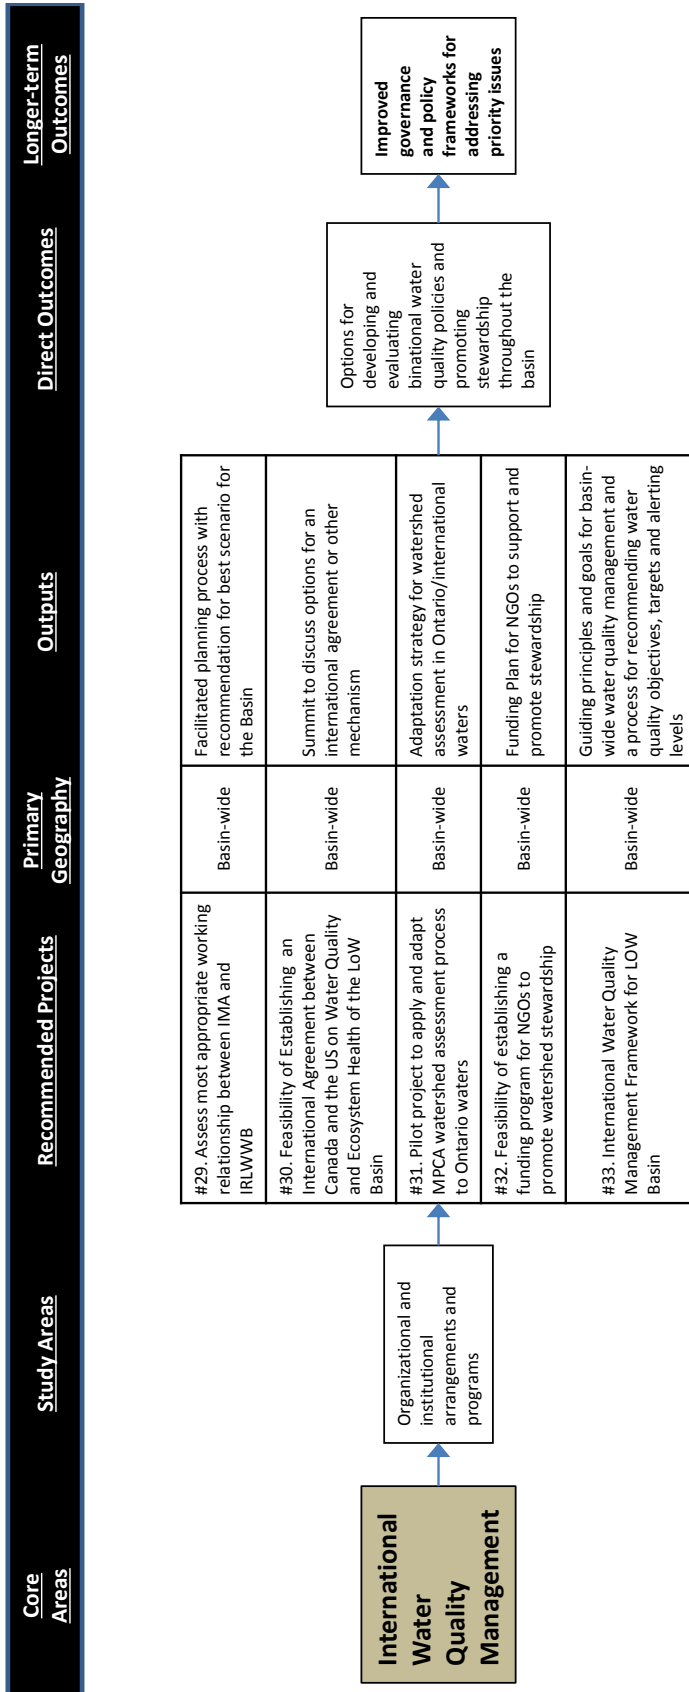 Core
Areas
Study Areas
Recommended Projects
Primary
Geography
Outputs
Direct Outcomes
Longer-term
Outcomes
International
Water
Quality
Management
Organizational and
institutional
arrangements and
programs
#29. Assess most appropriate working
relationship between IMA and
IRLWWB
Basin-wide
Facilitated planning process with
recommendation for best scenario for
the Basin
#30. Feasibility of Establishing an
International Agreement between
Canada and the US on Water Quality
and Ecosystem Health of the LoW
Basin
Basin-wide
Summit to discuss options for an
international agreement or other
mechanism
#31. Pilot project to apply and adapt
MPCA watershed assessment process
to Ontario waters
Basin-wide
Adaptation strategy for watershed
assessment in Ontario/international
waters
#32. Feasibility of establishing a
funding program for NGOs to
promote watershed stewardship
Basin-wide
Funding Plan for NGOs to support and
promote stewardship
#33. International Water Quality
Management Framework for LOW
Basin
Basin-wide
Guiding principles and goals for basin-
wide water quality management and
a process for recommending water
quality objectives, targets and alerting
levels
Options for
developing and
evaluating
binational water
quality policies and
promoting
stewardship
throughout the
basin
Improved
governance
and policy
frameworks for
addressing
priority issues